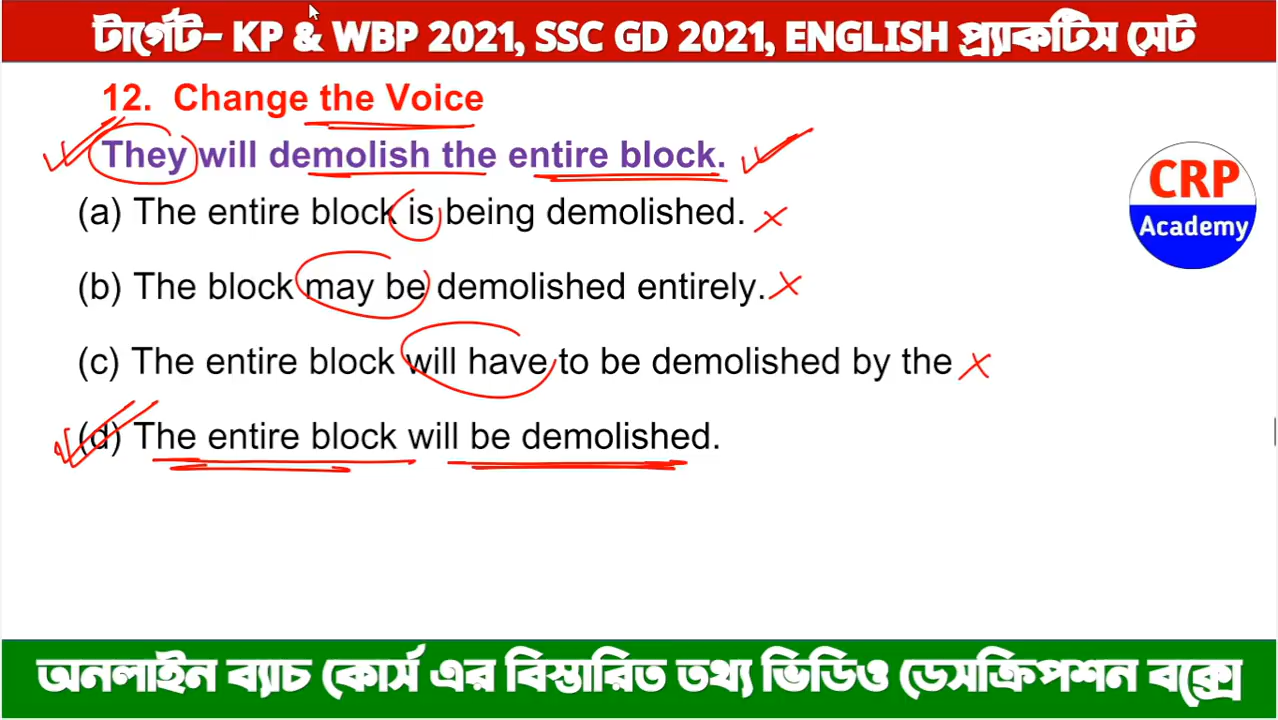 টার্গেট- KP & WBP 2021, SSC GD 2021, ENGLISH প্র্যাকটিস সেট
12. Change the Voice
They will demolish the entire block.
(a) The entire block is being demolished.
(b) The block may be demolished entirely.
(c) The entire block will have to be demolished by the
(d) The entire block will be demolished.
CRP
Academy
অনলাইন ব্যাচ কোর্স এর বিস্তারিত তথ্য ভিডিও ডেসক্রিপশন বক্সে